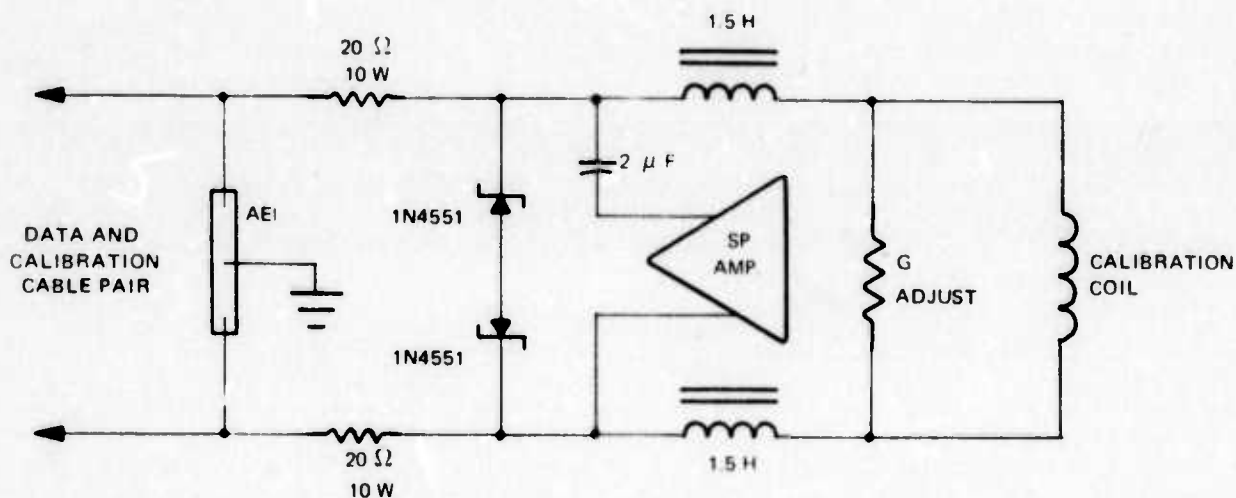 1.5 H
20 Ω
10 W
2 μF
1N4551
AEI
DATA AND
CALIBRATION
CABLE PAIR
SP
AMP.
G
ADJUST
CALIBRATION
COIL
1N4551
20 Ω
10 W
1.5 H